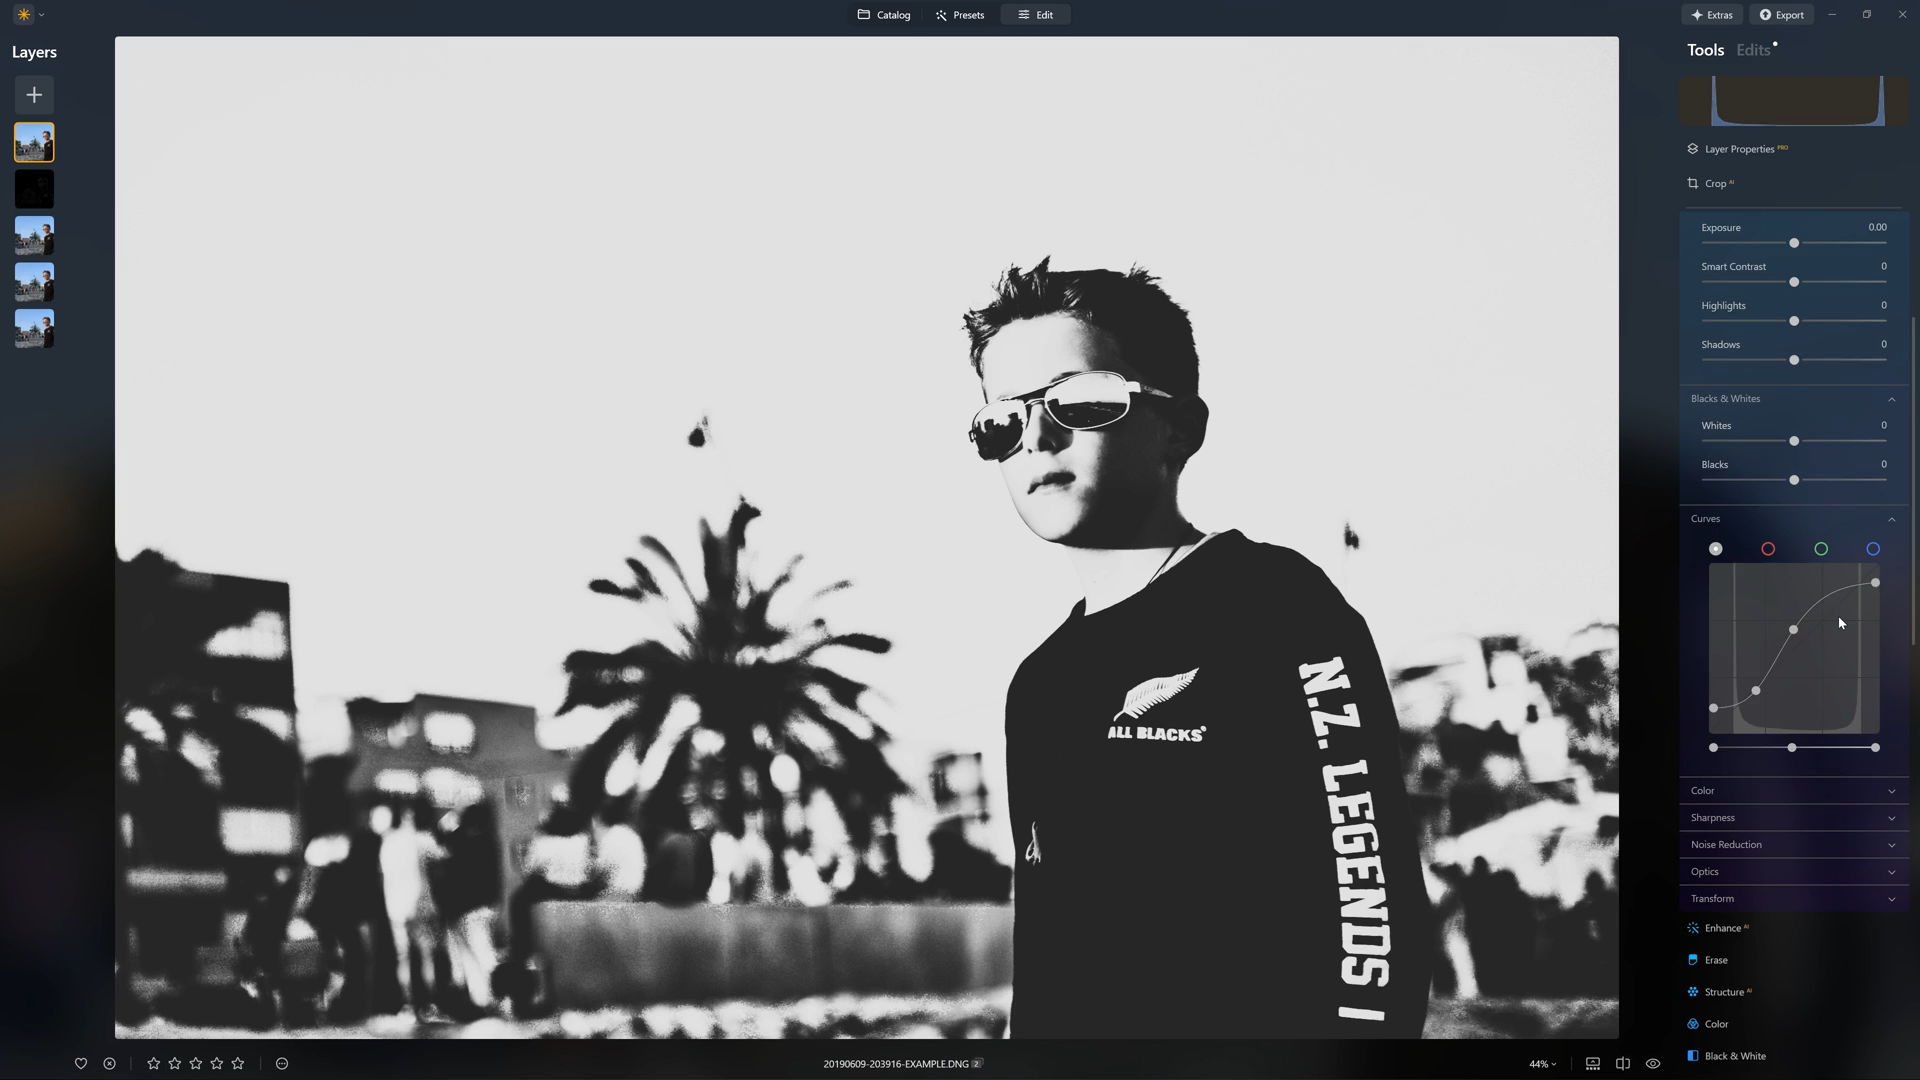 Catalog
Presets
Edit
Extras
Export
Layers
Tools Edits
Layer Properties PRO
Crop AI
Exposure 0.00
Smart Contrast 0
Highlights 0
Shadows 0
Blacks & Whites
Whites 0
Blacks 0
Curves
Color
Sharpness
Noise Reduction
Optics
Transform
Enhance AI
Erase
Structure AI
Color
Black & White
ALL BLACKS®
N.Z. LEGENDS
20190609-203916-EXAMPLE.DNG 2
44%